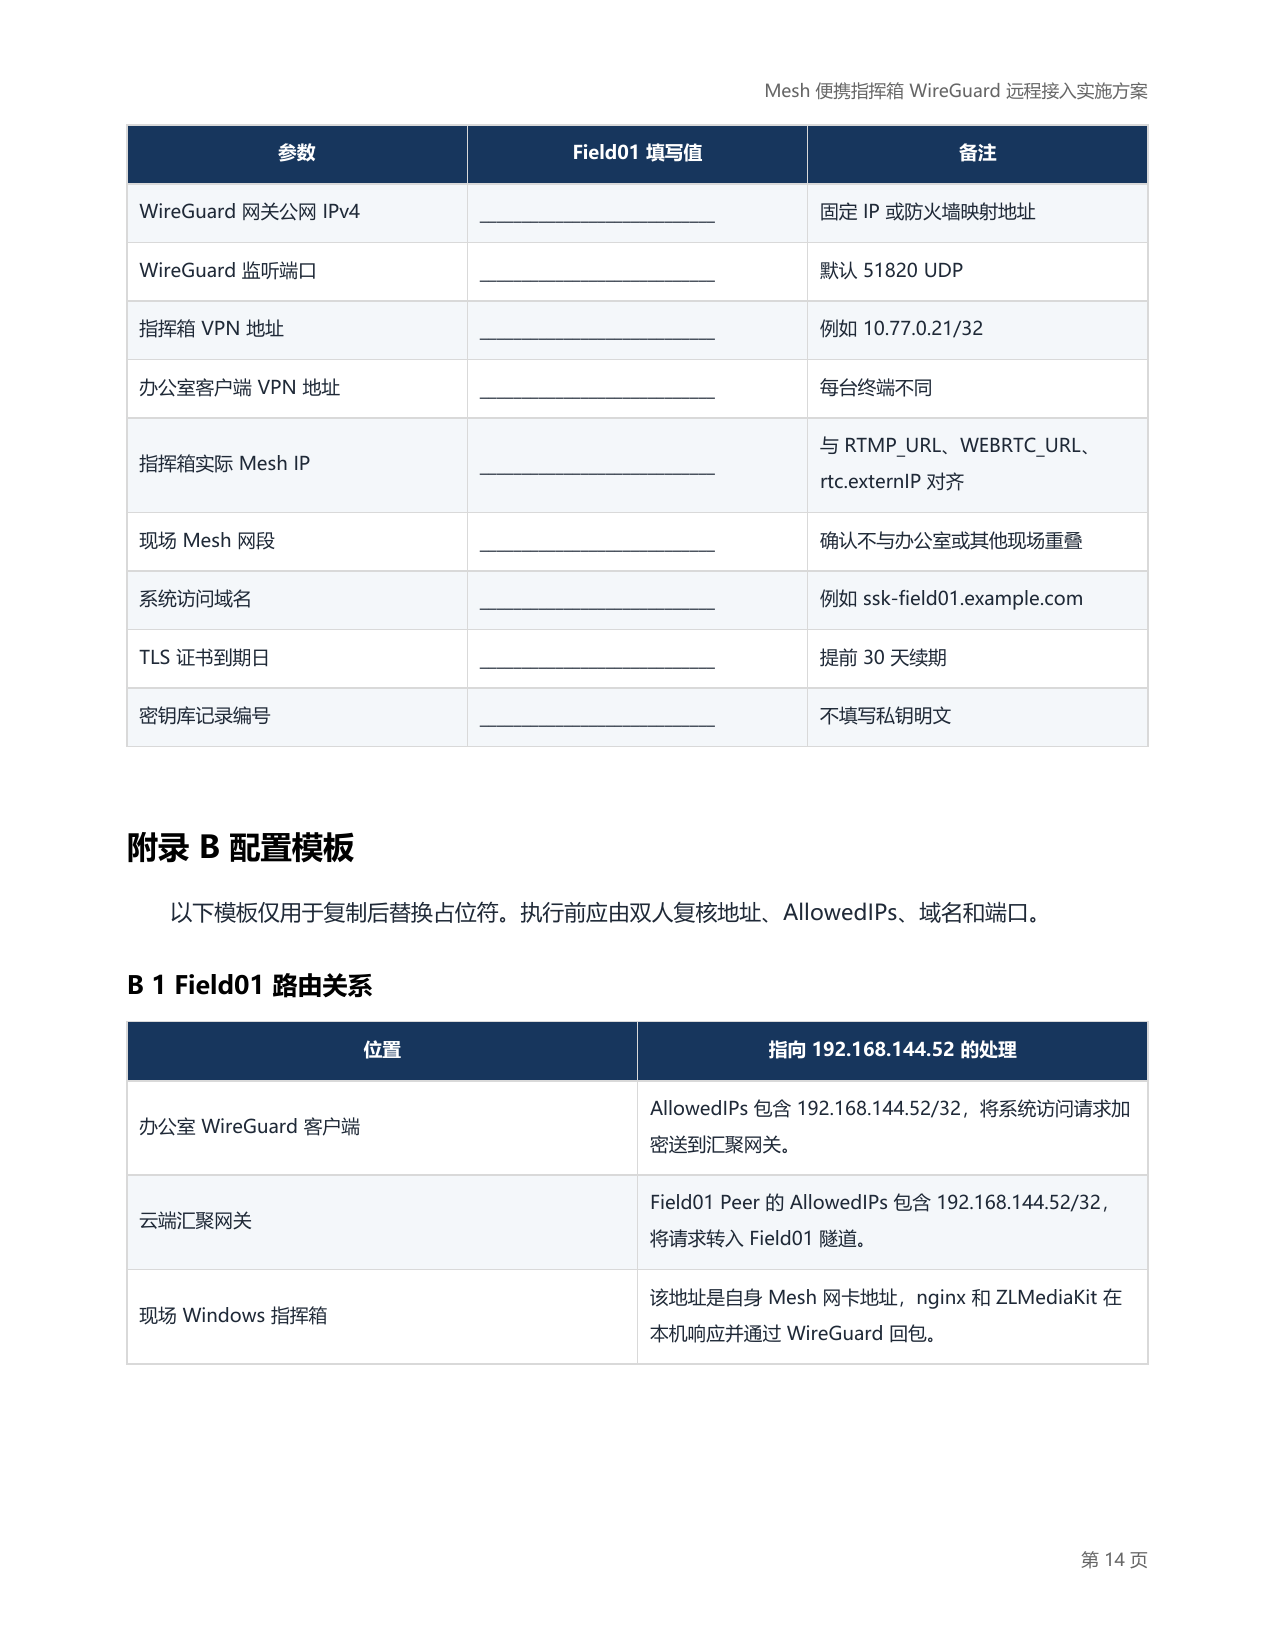 Mesh 便携指挥箱 WireGuard 远程接入实施方案
参数 Field01 填写值 备注
WireGuard 网关公网 IPv4 ________________________ 固定 IP 或防火墙映射地址
WireGuard 监听端口 ________________________ 默认 51820 UDP
指挥箱 VPN 地址 ________________________ 例如 10.77.0.21/32
办公室客户端 VPN 地址 ________________________ 每台终端不同
指挥箱实际 Mesh IP ________________________ 与 RTMP_URL、WEBRTC_URL、
rtc.externIP 对齐
现场 Mesh 网段 ________________________ 确认不与办公室或其他现场重叠
系统访问域名 ________________________ 例如 ssk-field01.example.com
TLS 证书到期日 ________________________ 提前 30 天续期
密钥库记录编号 ________________________ 不填写私钥明文
附录 B 配置模板
以下模板仅用于复制后替换占位符。执行前应由双人复核地址、AllowedIPs、域名和端口。
B 1 Field01 路由关系
位置 指向 192.168.144.52 的处理
办公室 WireGuard 客户端 AllowedIPs 包含 192.168.144.52/32，将系统访问请求加
密送到汇聚网关。
云端汇聚网关 Field01 Peer 的 AllowedIPs 包含 192.168.144.52/32，
将请求转入 Field01 隧道。
现场 Windows 指挥箱 该地址是自身 Mesh 网卡地址，nginx 和 ZLMediaKit 在
本机响应并通过 WireGuard 回包。
第 14 页